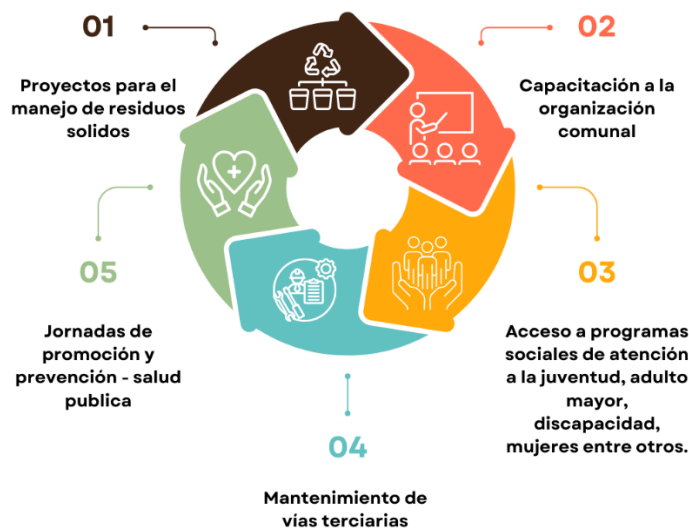 01
Proyectos para el
manejo de residuos
solidos
02
Capacitación a la
organización
comunal
03
Acceso a programas
sociales de atención
a la juventud, adulto
mayor,
discapacidad,
mujeres entre otros.
04
Mantenimiento de
vías terciarias
05
Jornadas de
promoción y
prevención - salud
publica